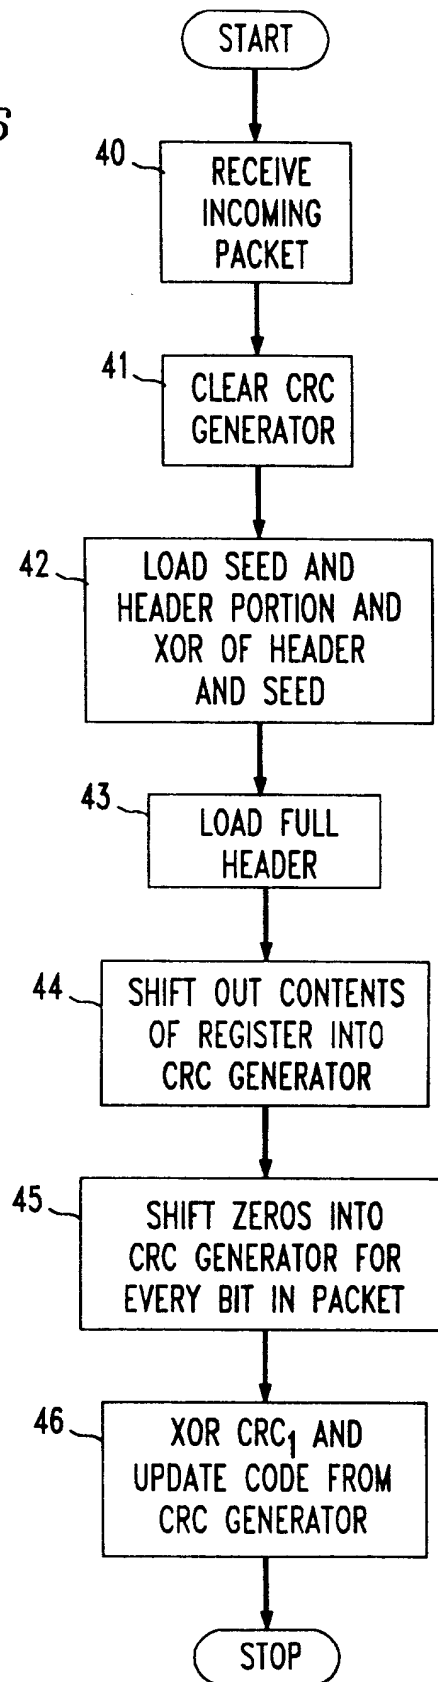 START
6
40
RECEIVE
INCOMING
PACKET
41
CLEAR CRC
GENERATOR
42
LOAD SEED AND
HEADER PORTION AND
XOR OF HEADER
AND SEED
43
LOAD FULL
HEADER
44
SHIFT OUT CONTENTS
OF REGISTER INTO
CRC GENERATOR
45
SHIFT ZEROS INTO
CRC GENERATOR FOR
EVERY BIT IN PACKET
46
XOR CRC₁ AND
UPDATE CODE FROM
CRC GENERATOR
STOP